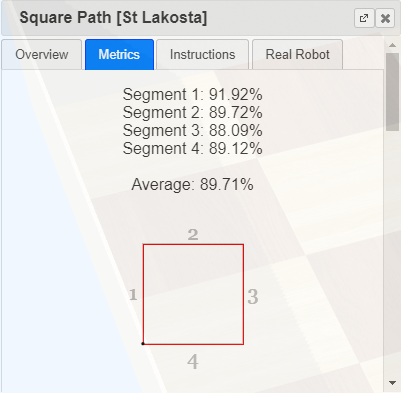 Square Path [St Lakosta]
Overview
Metrics
Instructions
Real Robot
Segment 1: 91.92%
Segment 2: 89.72%
Segment 3: 88.09%
Segment 4: 89.12%
Average: 89.71%
2
1
3
4